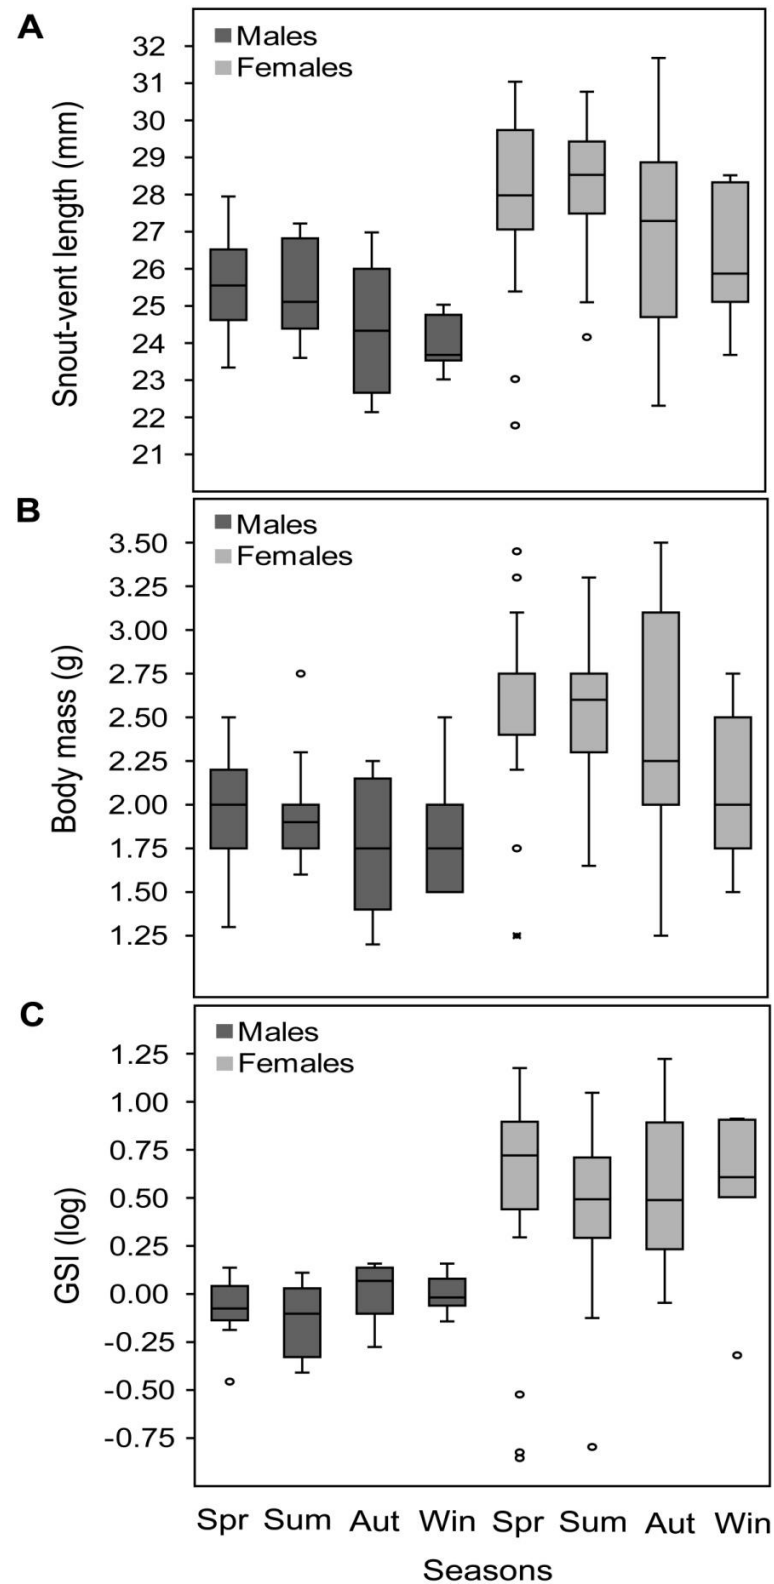 A
Males
Females
Snout-vent length (mm)
32
31
30
29
28
27
26
25
24
23
22
21
B
Males
Females
Body mass (g)
3.50
3.25
3.00
2.75
2.50
2.25
2.00
1.75
1.50
1.25
C
Males
Females
GSI (log)
1.25
1.00
0.75
0.50
0.25
0.00
-0.25
-0.50
-0.75
Spr Sum Aut Win Spr Sum Aut Win
Seasons